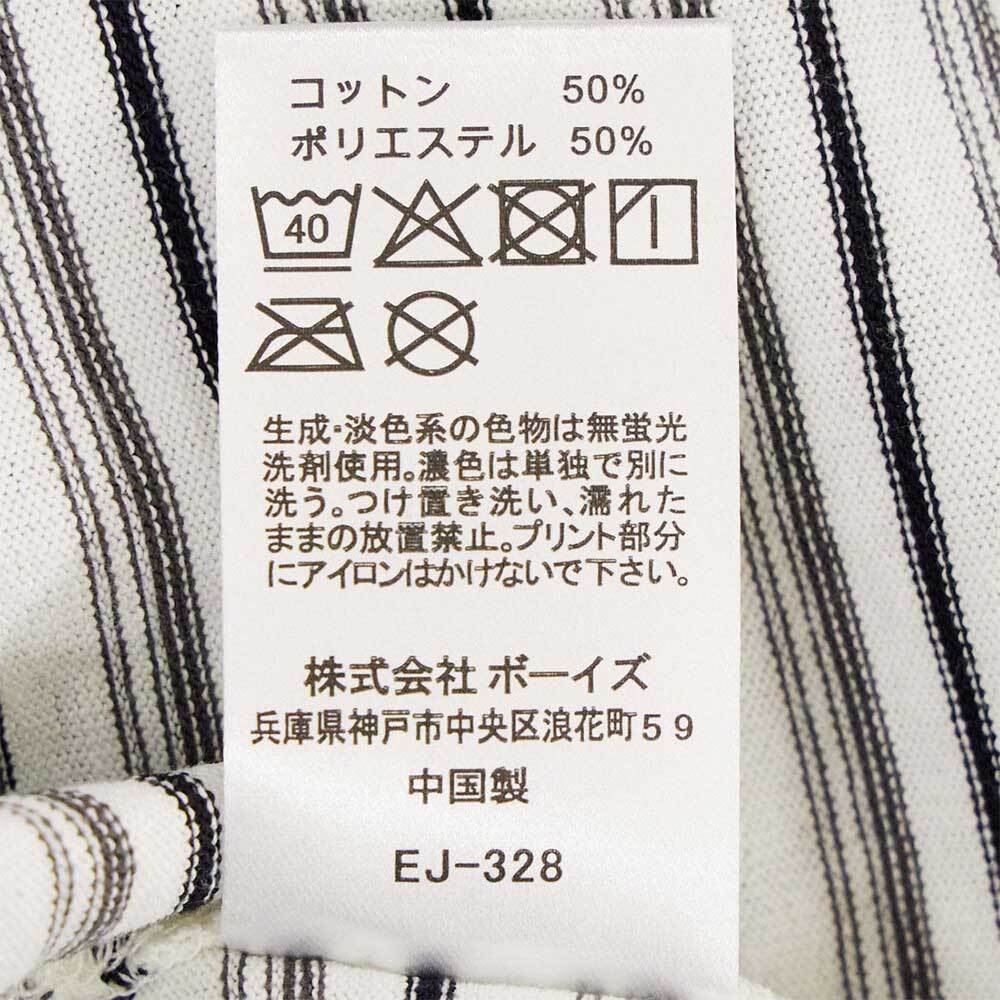 コットン 50%
ポリエステル 50%
40
生成・淡色系の色物は無蛍光
洗剤使用。濃色は単独で別に
洗う。つけ置き洗い、濡れた
ままの放置禁止。プリント部分
にアイロンはかけないで下さい。
株式会社 ボーイズ
兵庫県神戸市中央区浪花町59
中国製
EJ-328